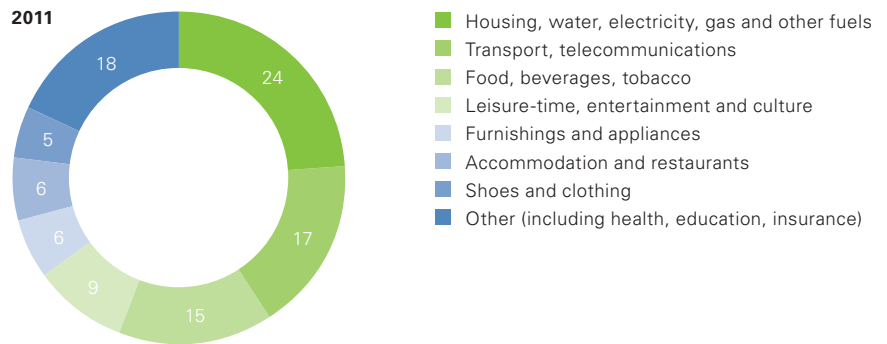 2011
24
17
15
9
6
6
5
18
Housing, water, electricity, gas and other fuels
Transport, telecommunications
Food, beverages, tobacco
Leisure-time, entertainment and culture
Furnishings and appliances
Accommodation and restaurants
Shoes and clothing
Other (including health, education, insurance)